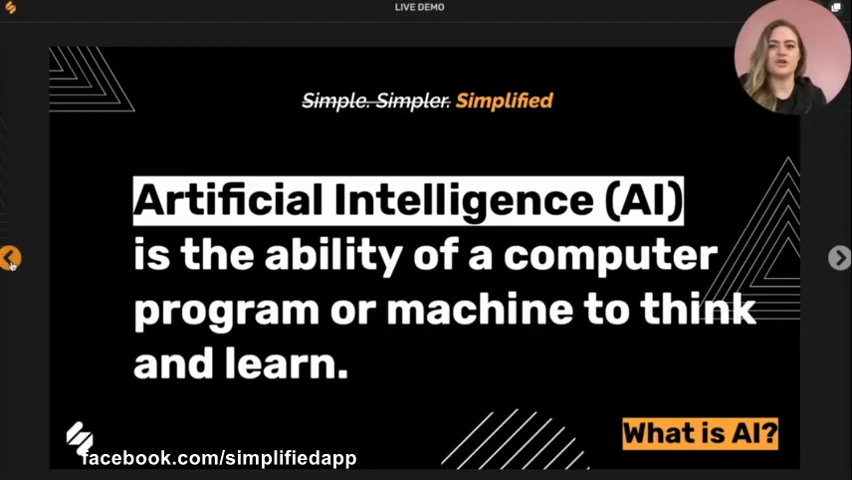 LIVE DEMO
Simple. Simpler. Simplified
Artificial Intelligence (AI)
is the ability of a computer
program or machine to think
and learn.
What is AI?
facebook.com/simplifiedapp